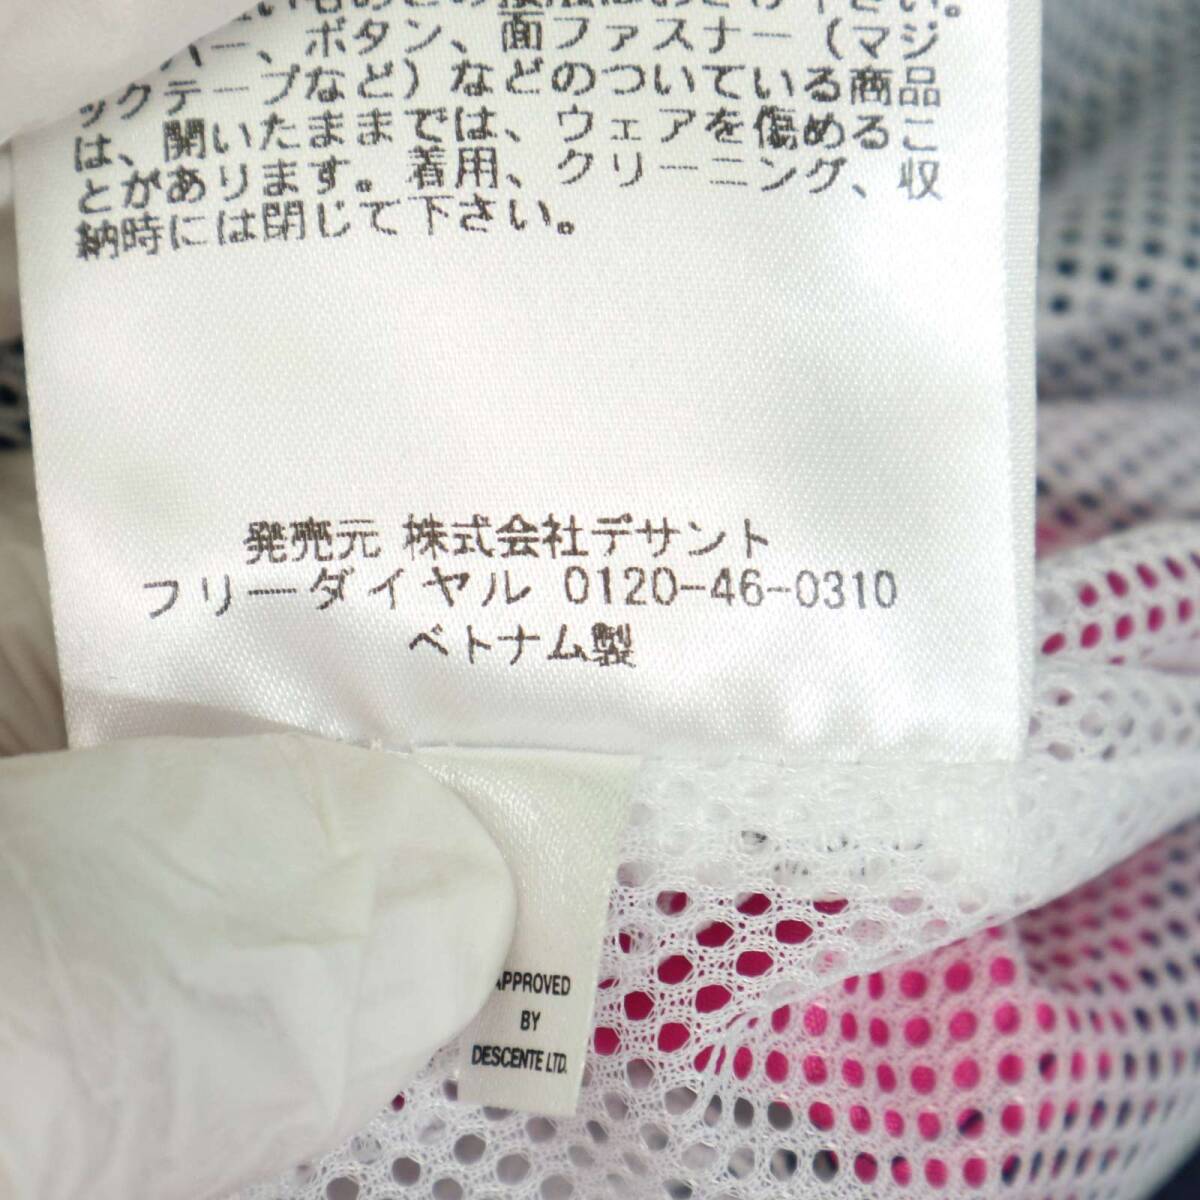 ボタン、面ファスナー（マジ
ックテープなど）などのついている商品
は、開いたままでは、ウェアを傷めるこ
とがあります。着用、クリーニング、収
納時には閉じて下さい。
発売元 株式会社デサント
フリーダイヤル 0120-46-0310
ベトナム製
APPROVED
BY
DESCENTE LTD.